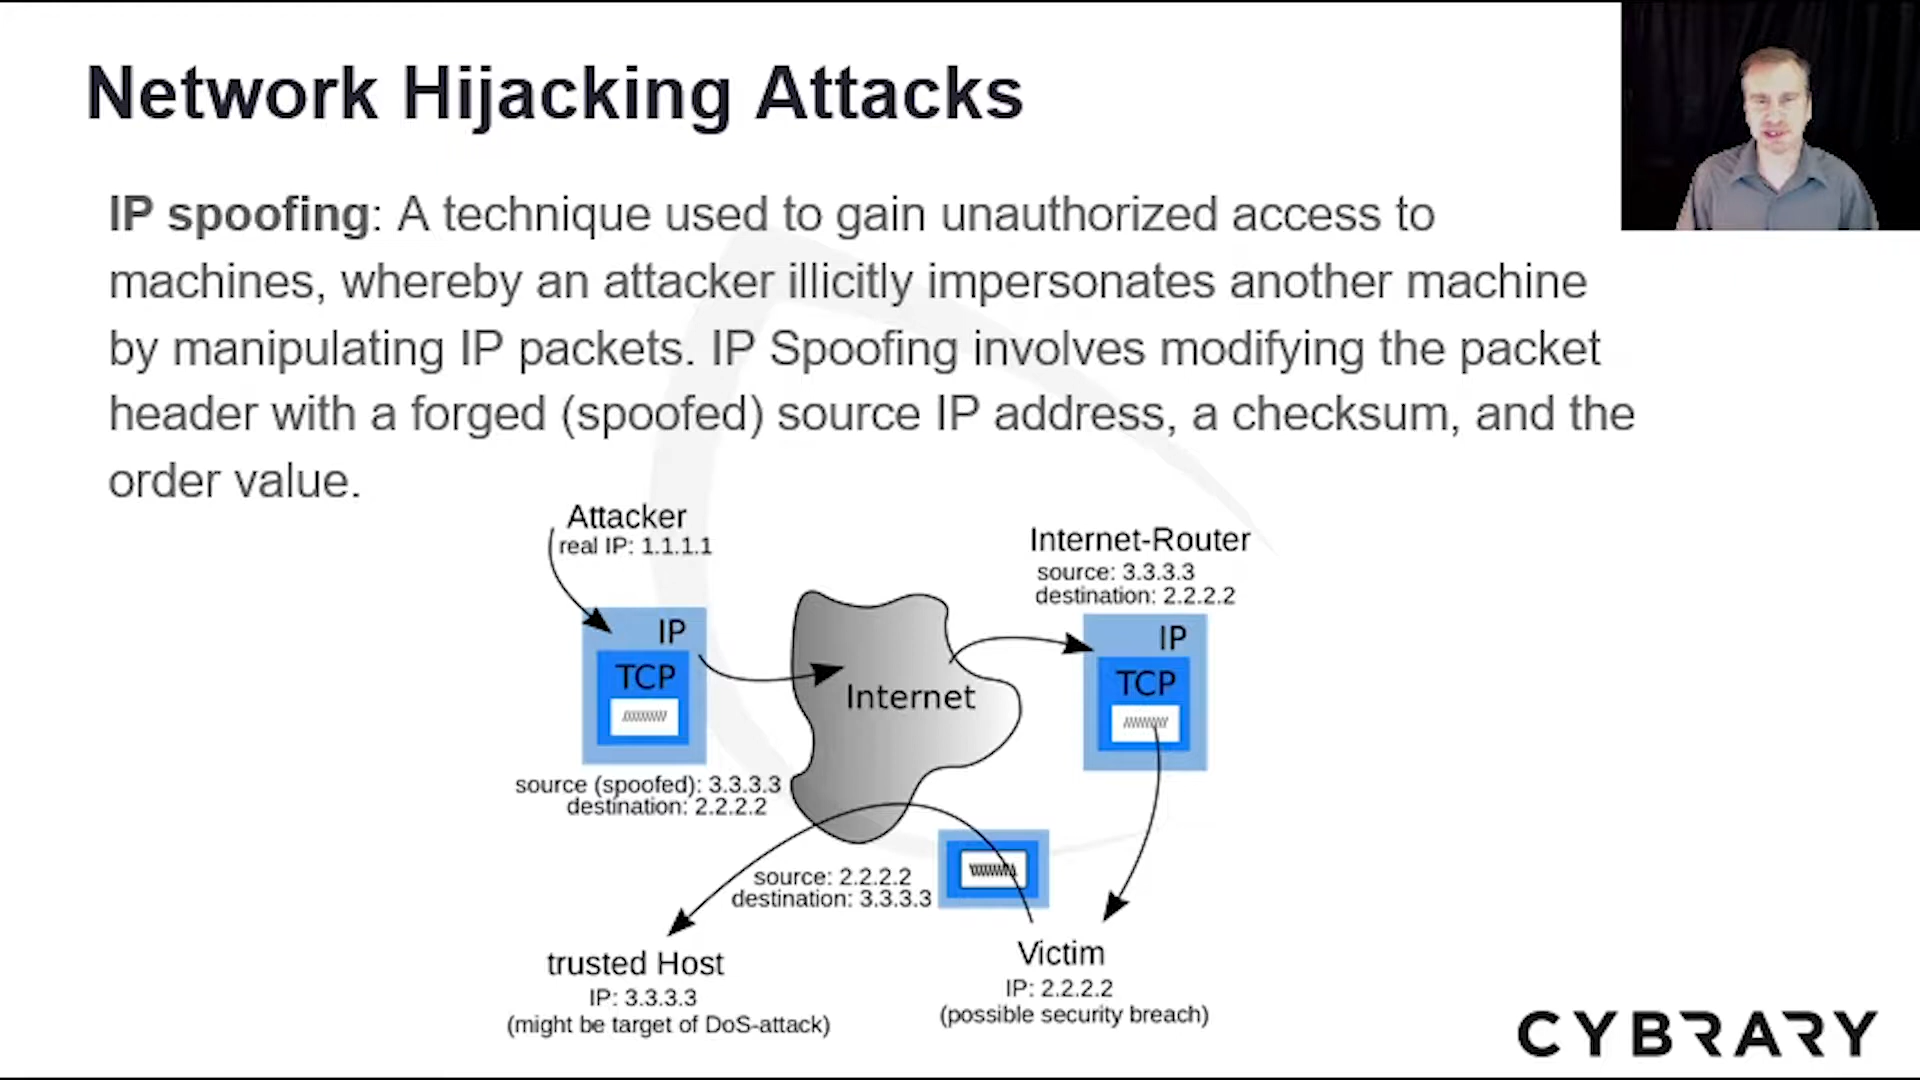 Network Hijacking Attacks
IP spoofing: A technique used to gain unauthorized access to
machines, whereby an attacker illicitly impersonates another machine
by manipulating IP packets. IP Spoofing involves modifying the packet
header with a forged (spoofed) source IP address, a checksum, and the
order value.
Attacker
real IP: 1.1.1.1
Internet-Router
source: 3.3.3.3
destination: 2.2.2.2
IP
TCP
Internet
IP
TCP
source (spoofed): 3.3.3.3
destination: 2.2.2.2
source: 2.2.2.2
destination: 3.3.3.3
trusted Host
IP: 3.3.3.3
(might be target of DoS-attack)
Victim
IP: 2.2.2.2
(possible security breach)
CYBRARY